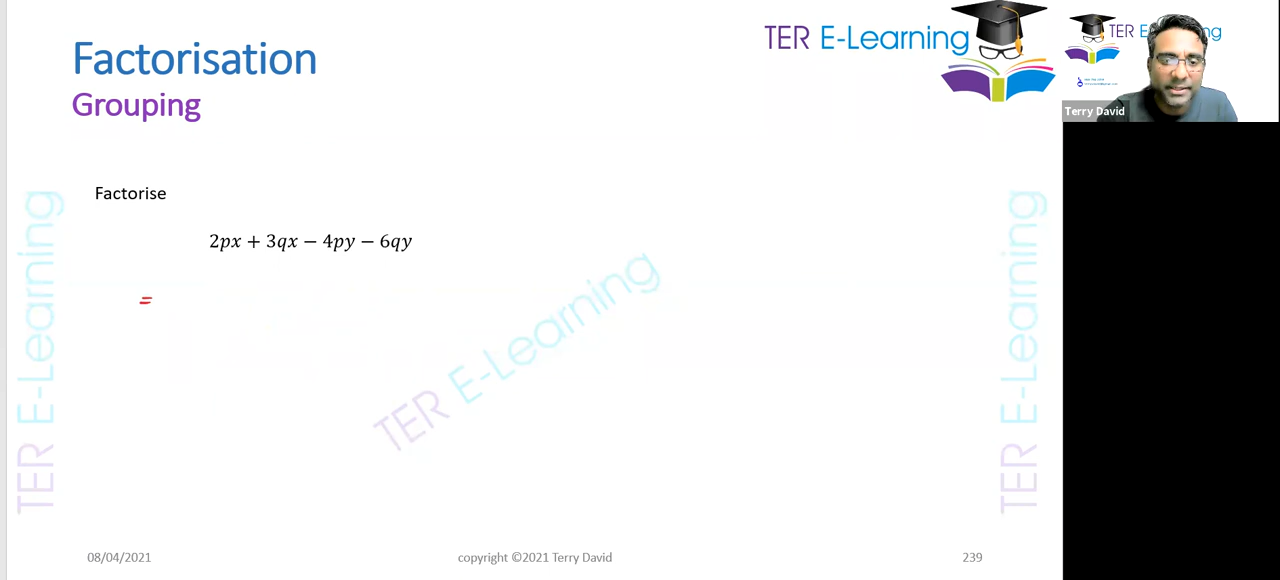 Factorisation
Grouping
TER E-Learning
TER E
Terry David
Factorise
2px + 3qx − 4py − 6qy
=
TER E-Learning
TER E-Learning
TER E-Learning
08/04/2021
copyright ©2021 Terry David
239